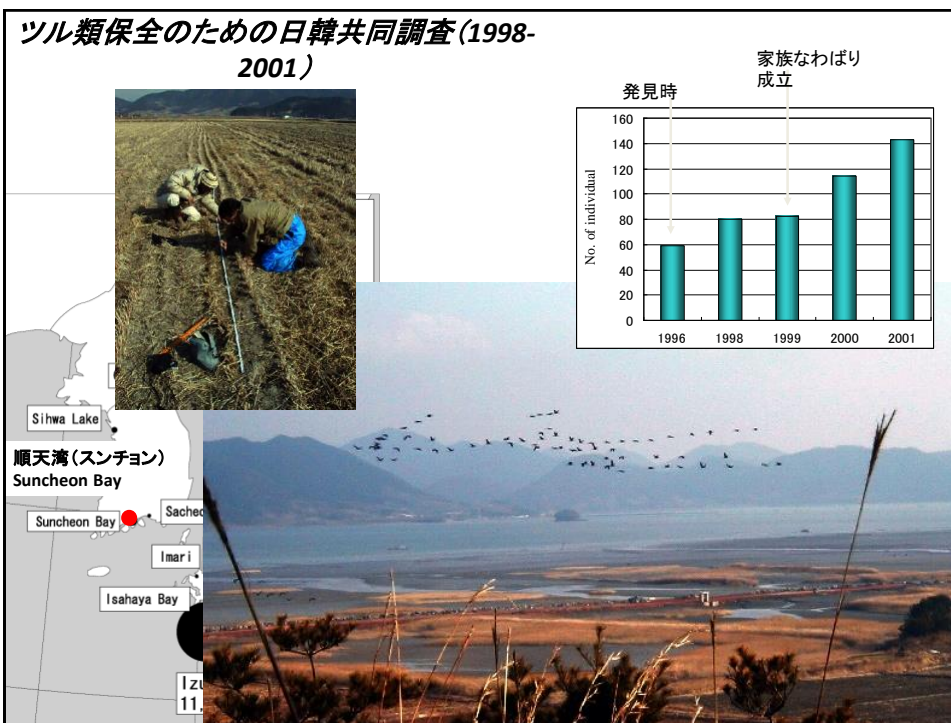 ツル類保全のための日韓共同調査(1998-
2001)
発見時
家族なわばり
成立
No. of individual
160
140
120
100
80
60
40
20
0
1996 1998 1999 2000 2001
Sihwa Lake
順天湾(スンチョン)
Suncheon Bay
Suncheon Bay
Imari
Isahaya Bay
11,